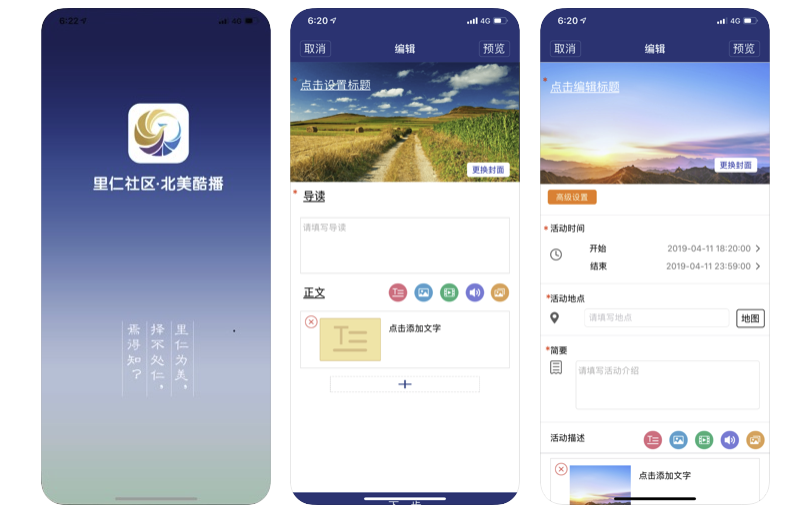 6:22
4G
里仁社区·北美酷播
里仁为美，
择不处仁，
焉得知？
6:20
4G
取消
编辑
预览
*点击设置标题
更换封面
* 导读
请填写导读
正文
T
T
点击添加文字
+
下一步
6:20
4G
取消
编辑
预览
*点击编辑标题
更换封面
高级设置
* 活动时间
开始 2019-04-11 18:20:00
结束 2019-04-11 23:59:00
*活动地点
请填写地点
地图
*简要
请填写活动介绍
活动描述
T
点击添加文字